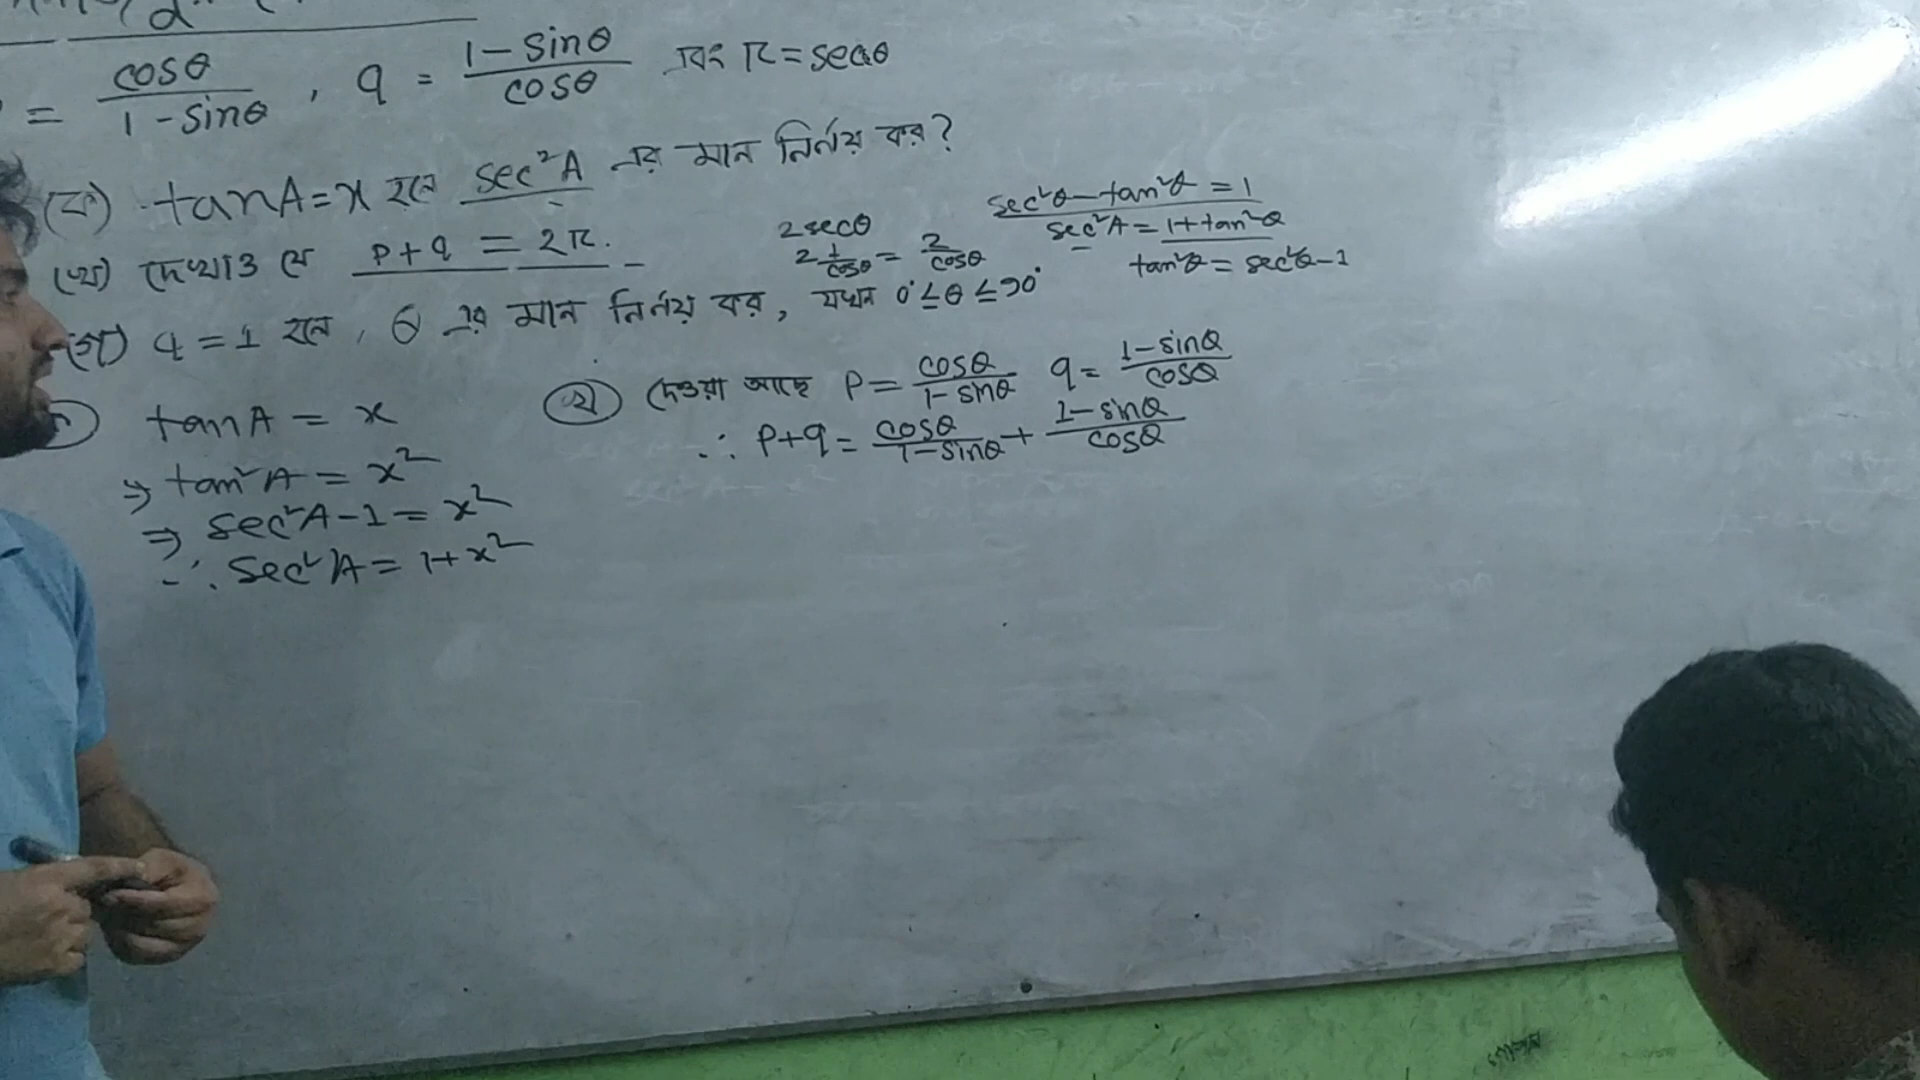 = cosθ / 1 - sinθ , q = 1 - sinθ / cosθ এবং r = secθ
(ক) tanA = x হলে sec²A এর মান নির্নয় কর?
(খ) দেখাও যে p + q = 2r.
(গ) q = 1 হলে, θ এর মান নির্নয় কর, যখন 0° ≤ θ ≤ 90°
2secθ
2 1/cosθ = 2/cosθ
sec²θ - tan²θ = 1
sec²A = 1 + tan²θ
tan²θ = sec²θ - 1
tanA = x
⇒ tan²A = x²
⇒ sec²A - 1 = x²
∴ sec²A = 1 + x²
(খ) দেওয়া আছে P = cosθ / 1 - sinθ q = 1 - sinθ / cosθ
∴ P + q = cosθ / 1 - sinθ + 1 - sinθ / cosθ